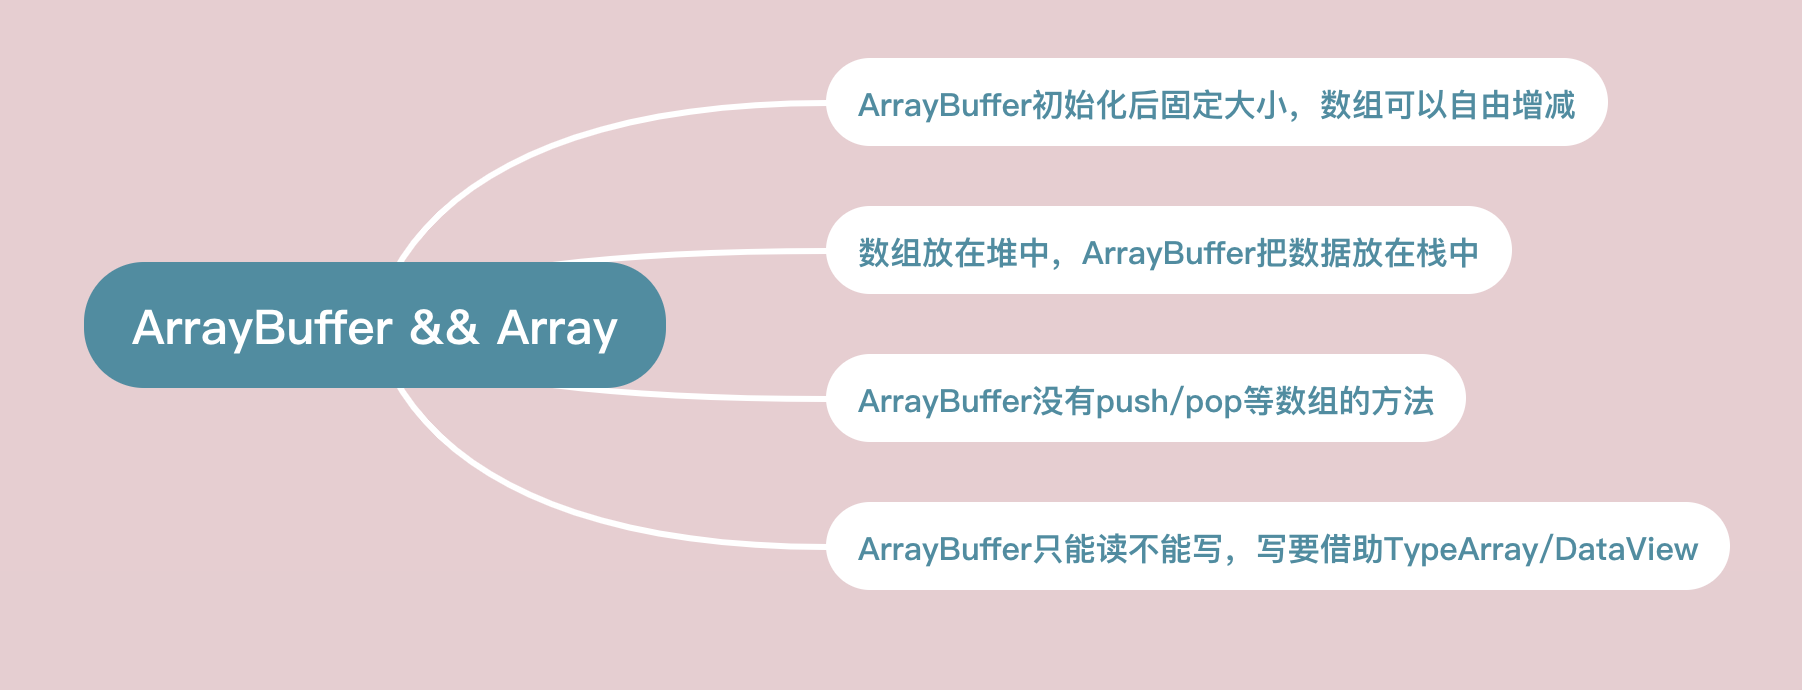 ArrayBuffer初始化后固定大小，数组可以自由增减
数组放在堆中，ArrayBuffer把数据放在栈中
ArrayBuffer && Array
ArrayBuffer没有push/pop等数组的方法
ArrayBuffer只能读不能写，写要借助TypeArray/DataView